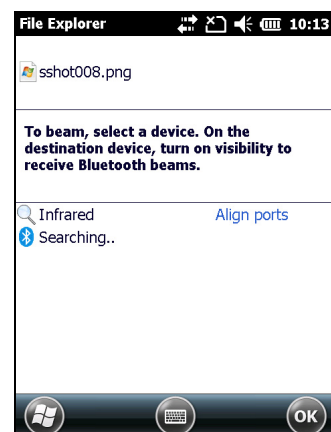 File Explorer 10:13
sshot008.png
To beam, select a device. On the
destination device, turn on visibility to
receive Bluetooth beams.
Infrared Align ports
Searching..
OK